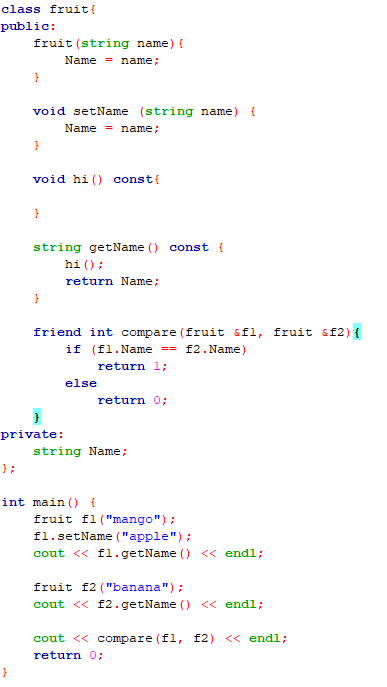 class fruit{
public:
    fruit(string name){
        Name = name;
    }

    void setName (string name) {
        Name = name;
    }

    void hi() const{

    }

    string getName() const {
        hi();
        return Name;
    }

    friend int compare(fruit &f1, fruit &f2){
        if (f1.Name == f2.Name)
            return 1;
        else
            return 0;
    }
private:
    string Name;
};

int main() {
    fruit f1("mango");
    f1.setName("apple");
    cout << f1.getName() << endl;

    fruit f2("banana");
    cout << f2.getName() << endl;

    cout << compare(f1, f2) << endl;
    return 0;
}